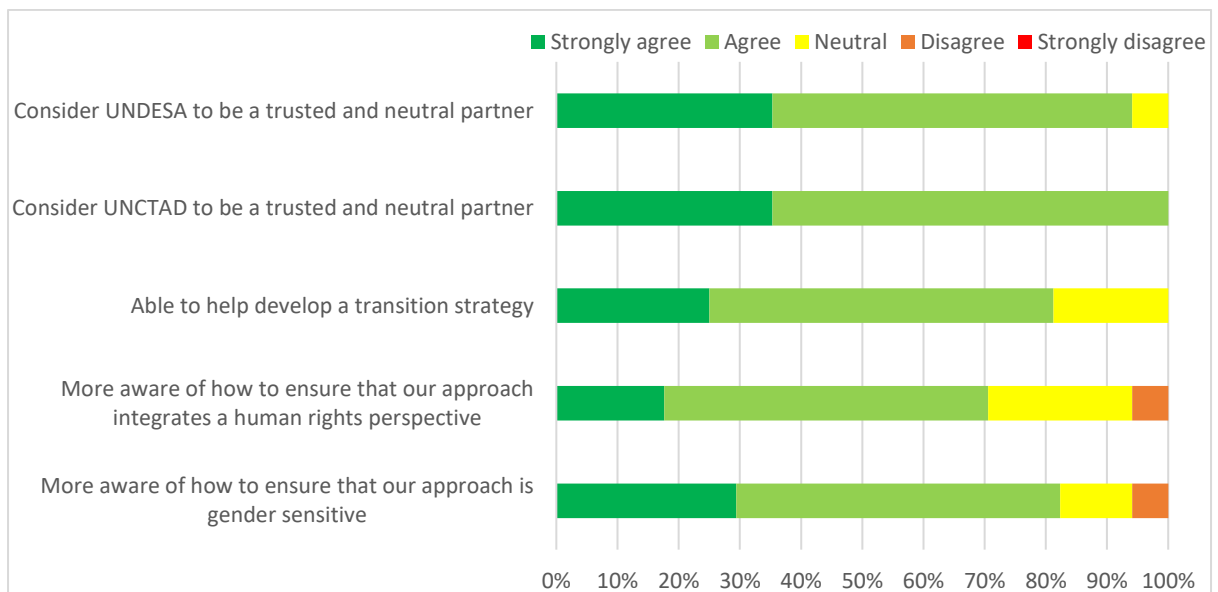 Strongly agree Agree Neutral Disagree Strongly disagree
Consider UNDESA to be a trusted and neutral partner
Consider UNCTAD to be a trusted and neutral partner
Able to help develop a transition strategy
More aware of how to ensure that our approach
integrates a human rights perspective
More aware of how to ensure that our approach is
gender sensitive
0% 10% 20% 30% 40% 50% 60% 70% 80% 90% 100%